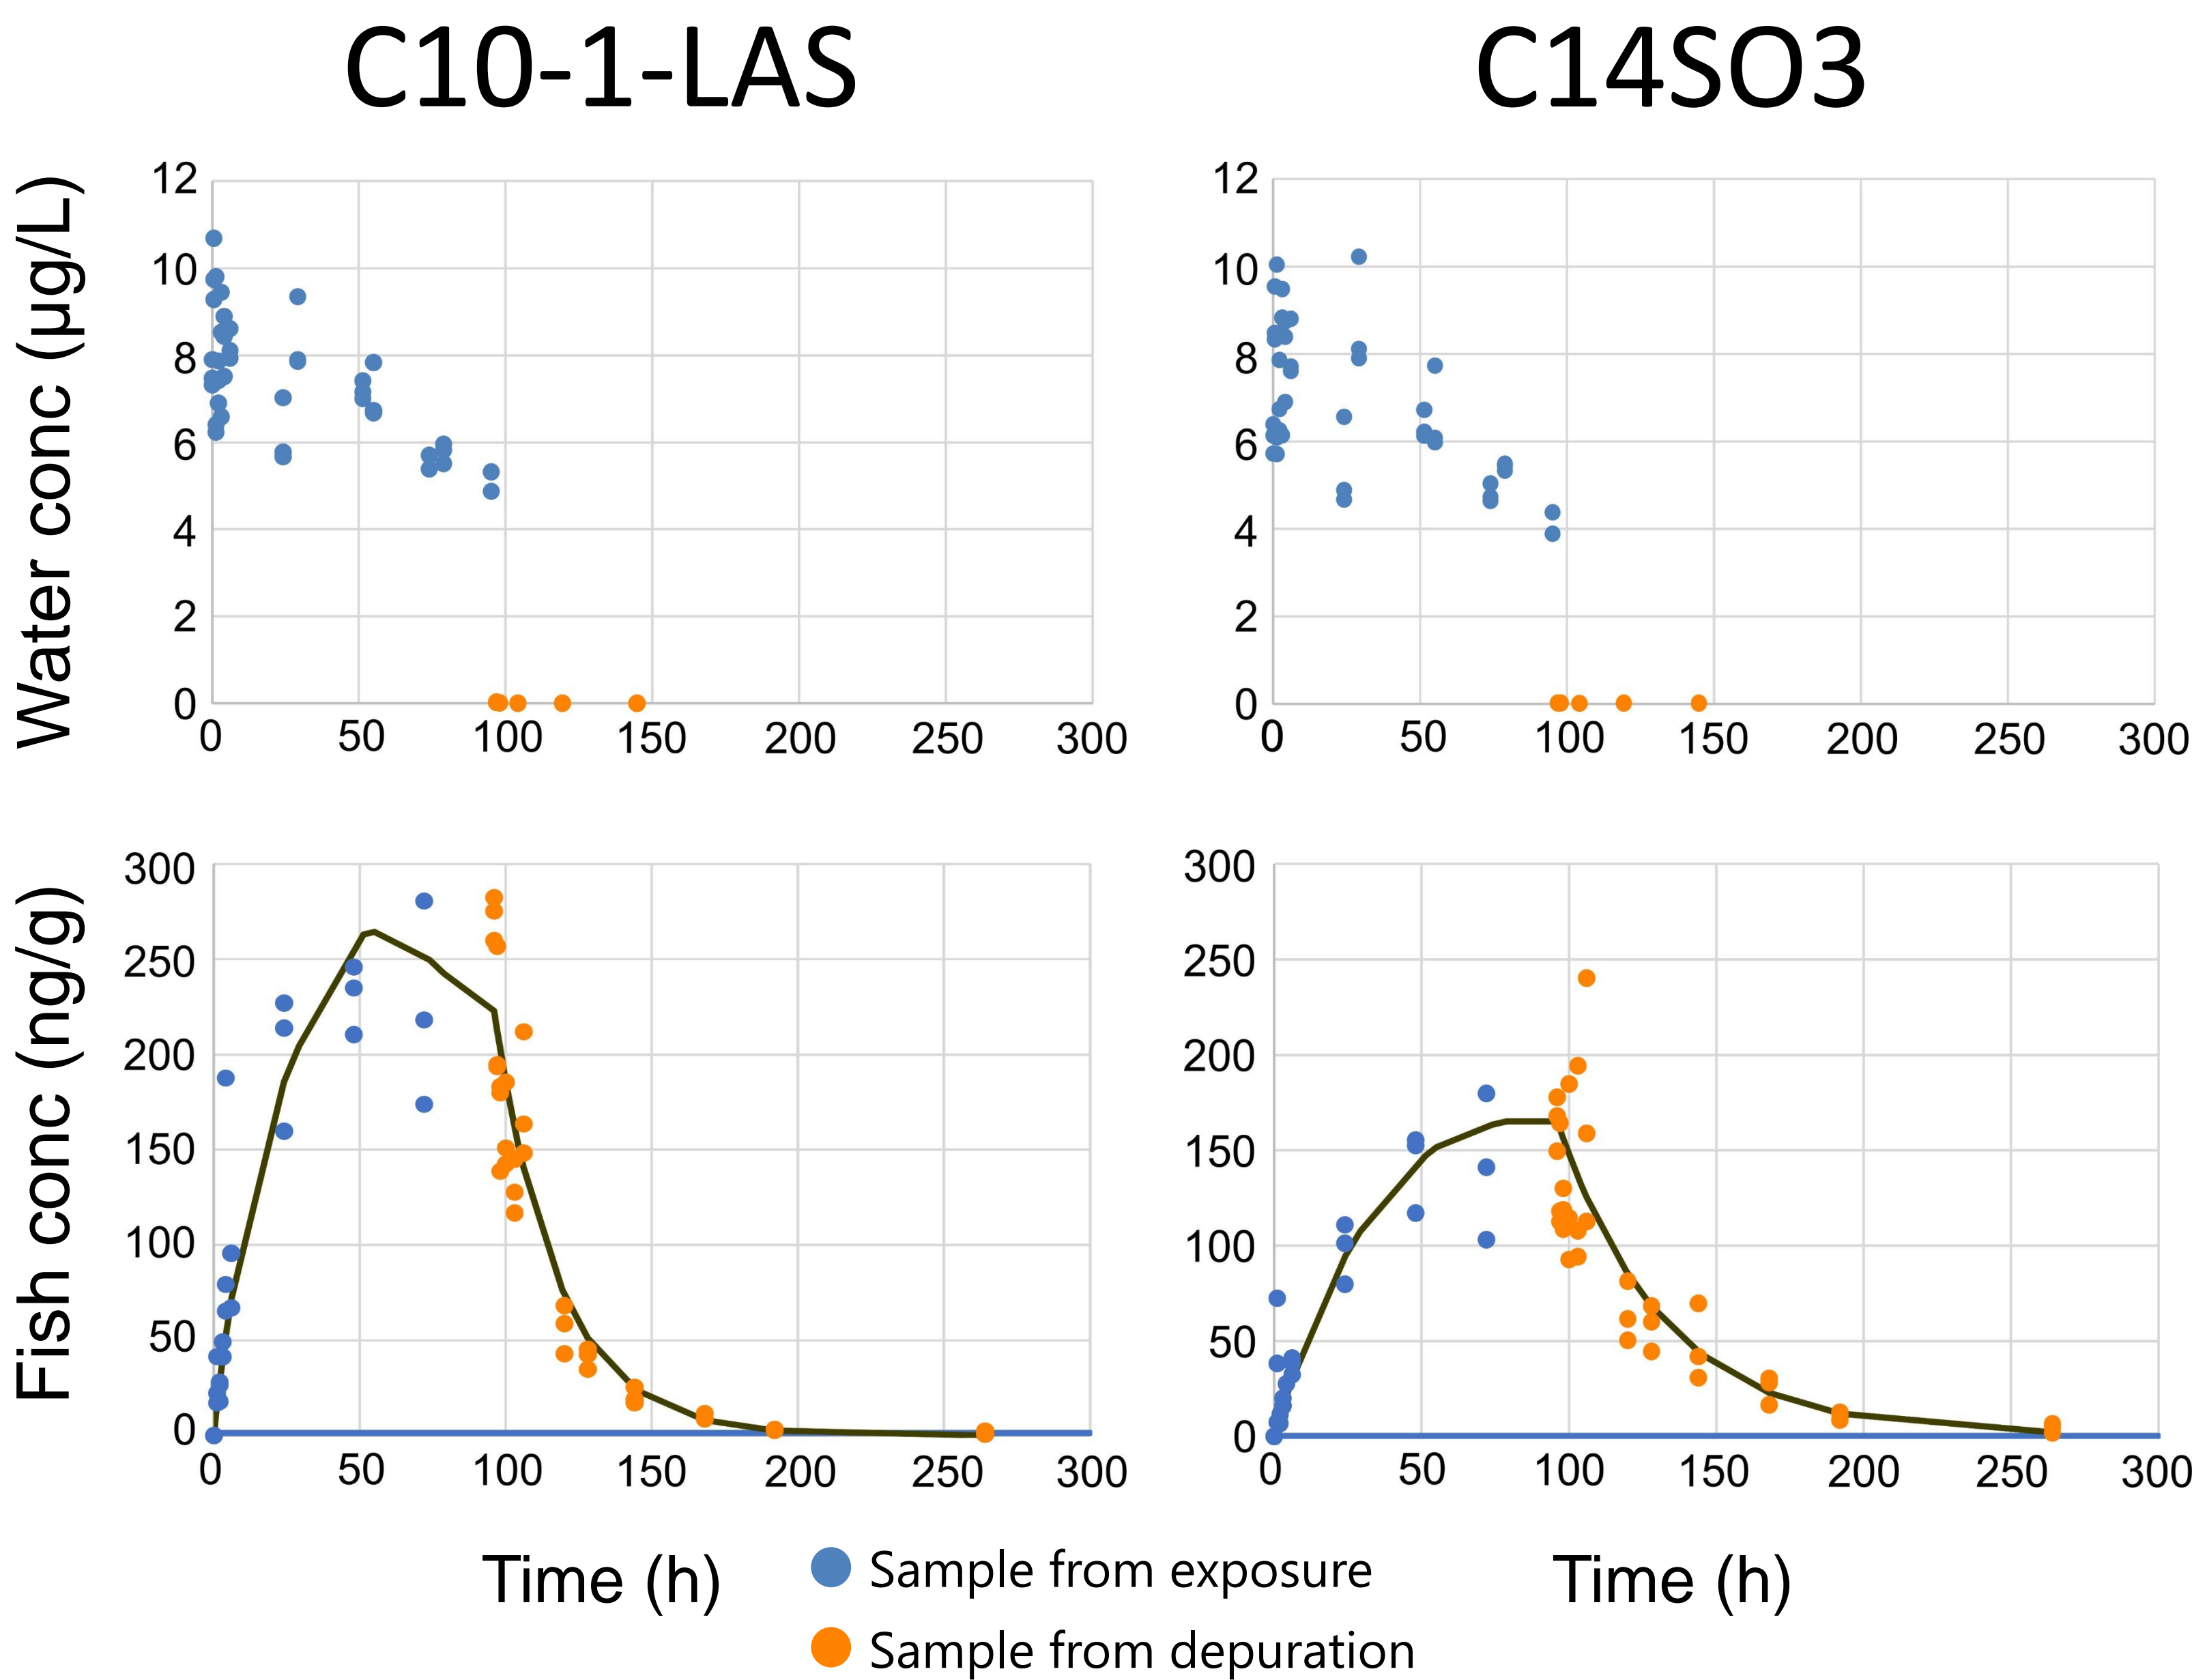 C10-1-LAS
C14SO3
Water conc (µg/L)
12
10
8
6
4
2
0
0 50 100 150 200 250 300
12
10
8
6
4
2
0
0 50 100 150 200 250 300
Fish conc (ng/g)
300
250
200
150
100
50
0
0 50 100 150 200 250 300
300
250
200
150
100
50
0
0 50 100 150 200 250 300
Time (h)
Time (h)
Sample from exposure
Sample from depuration